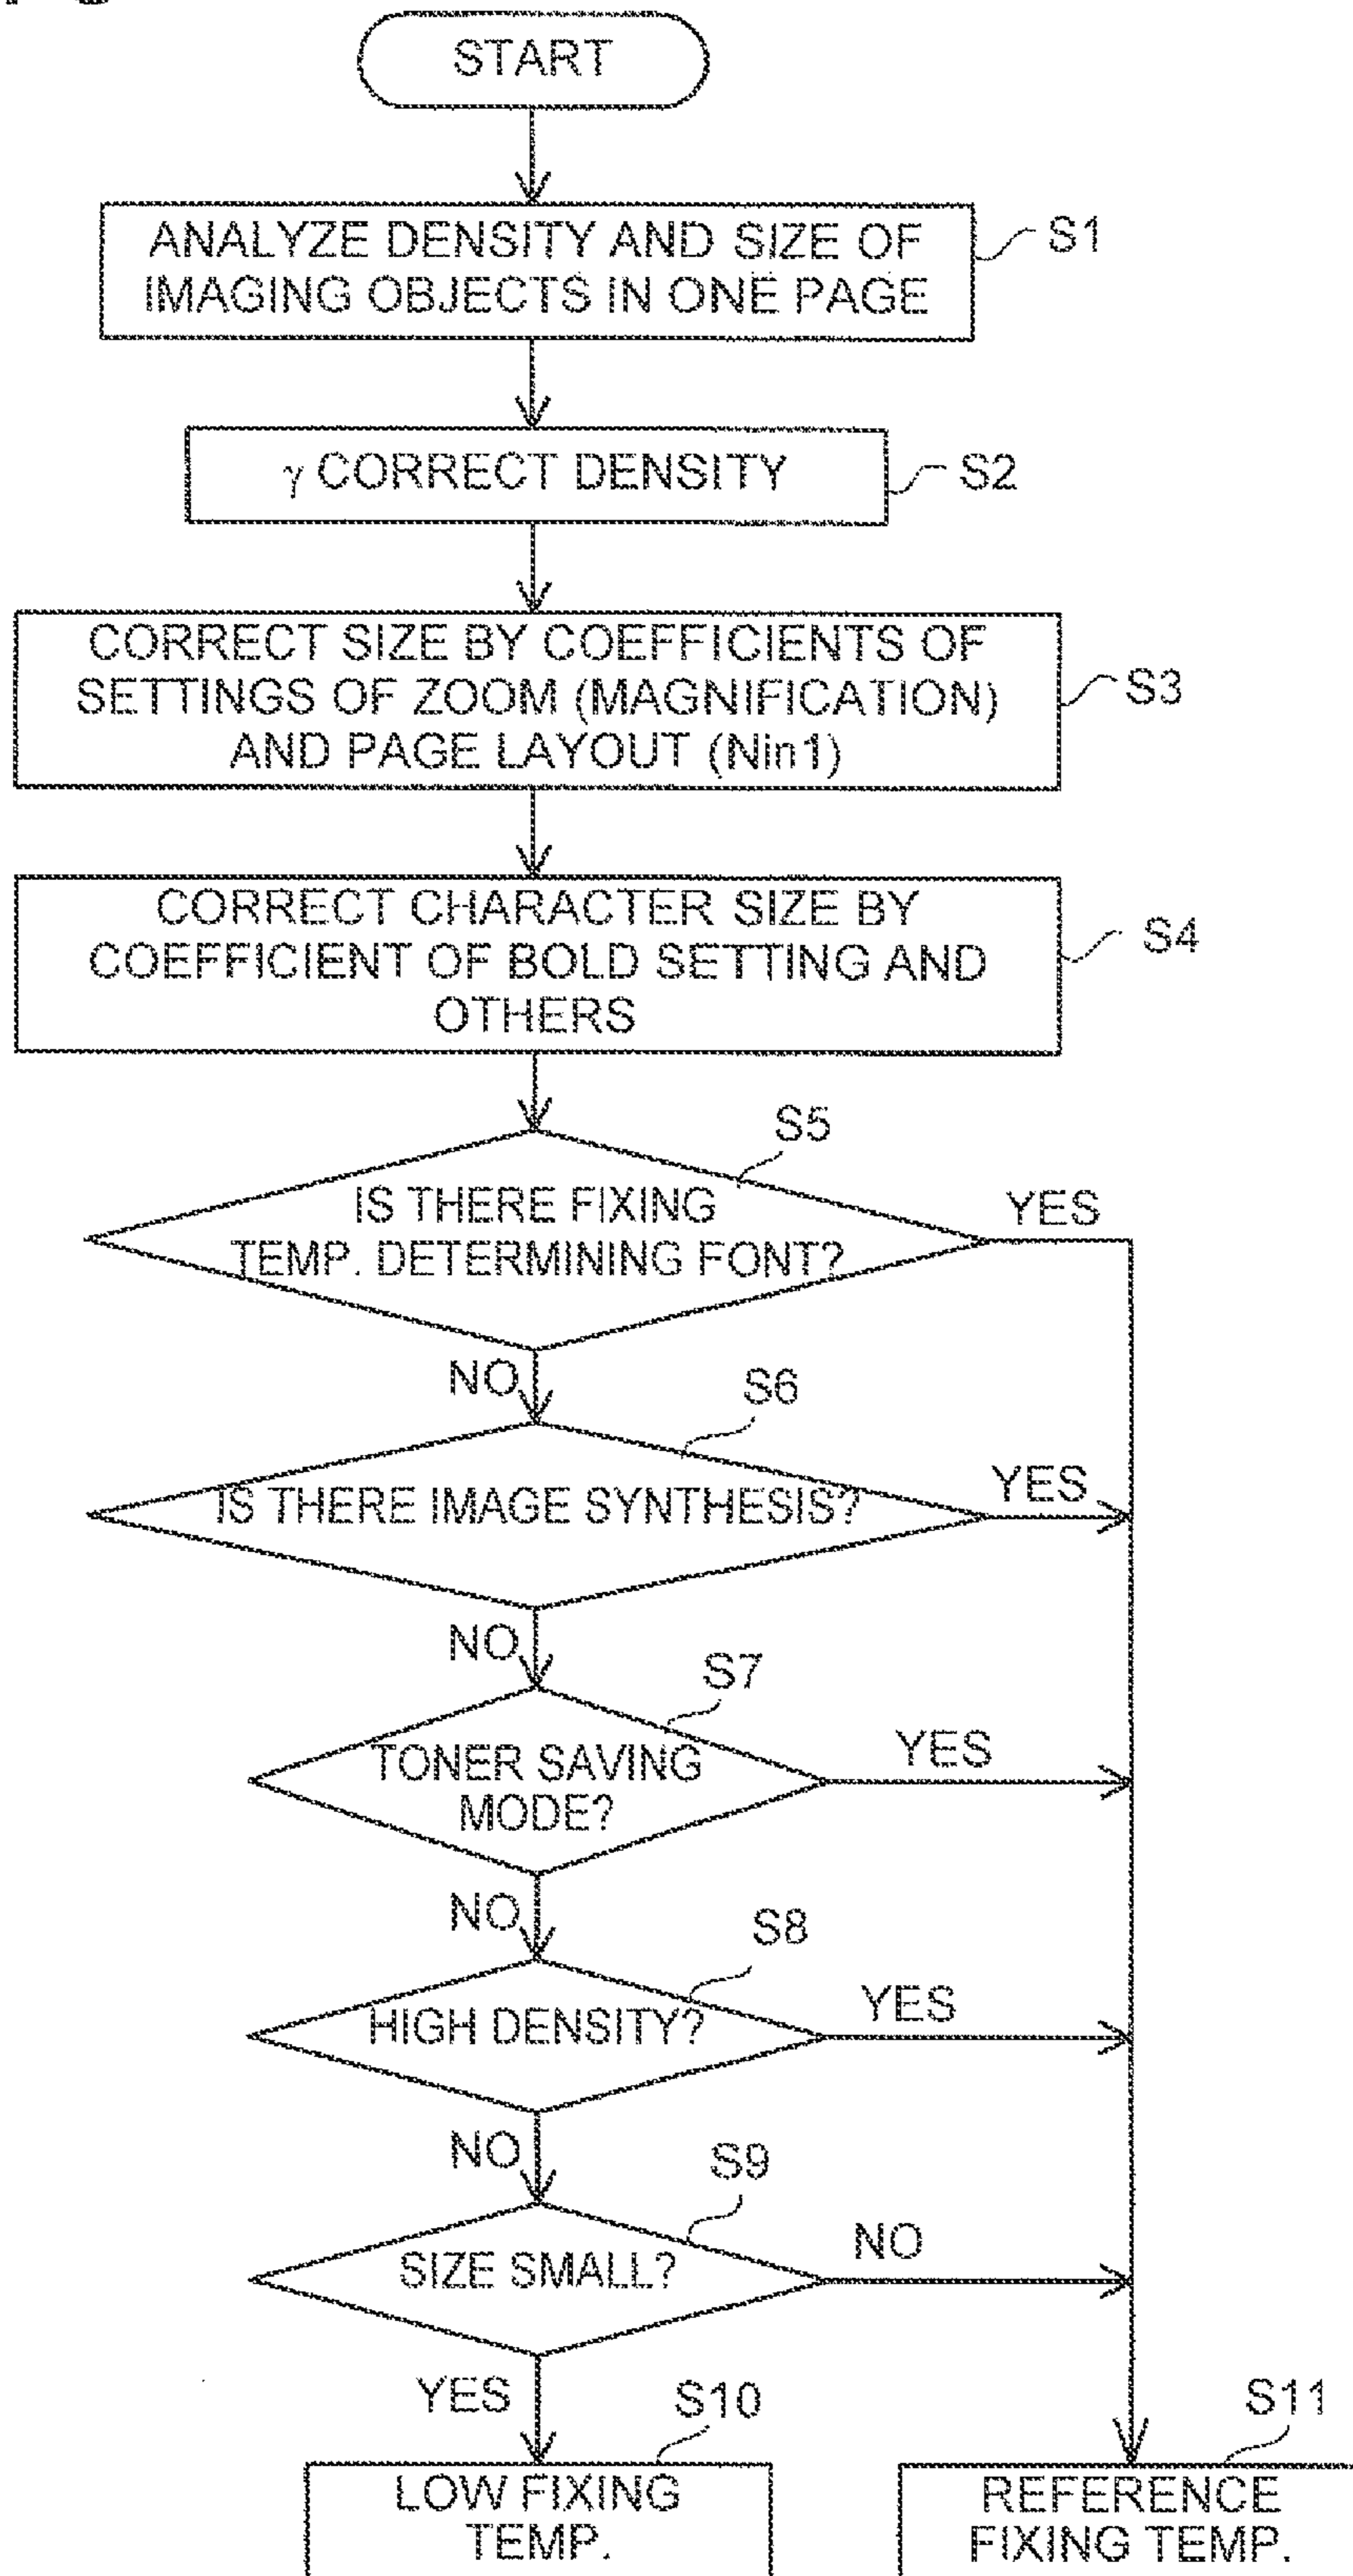 START
ANALYZE DENSITY AND SIZE OF
IMAGING OBJECTS IN ONE PAGE
S1
γ CORRECT DENSITY
S2
CORRECT SIZE BY COEFFICIENTS OF
SETTINGS OF ZOOM (MAGNIFICATION)
AND PAGE LAYOUT (Nin1)
S3
CORRECT CHARACTER SIZE BY
COEFFICIENT OF BOLD SETTING AND
OTHERS
S4
S5
IS THERE FIXING
TEMP. DETERMINING FONT?
YES
NO
S6
IS THERE IMAGE SYNTHESIS?
YES
NO
S7
TONER SAVING
MODE?
YES
NO
S8
HIGH DENSITY?
YES
NO
S9
SIZE SMALL?
NO
YES
S10
LOW FIXING
TEMP.
S11
REFERENCE
FIXING TEMP.